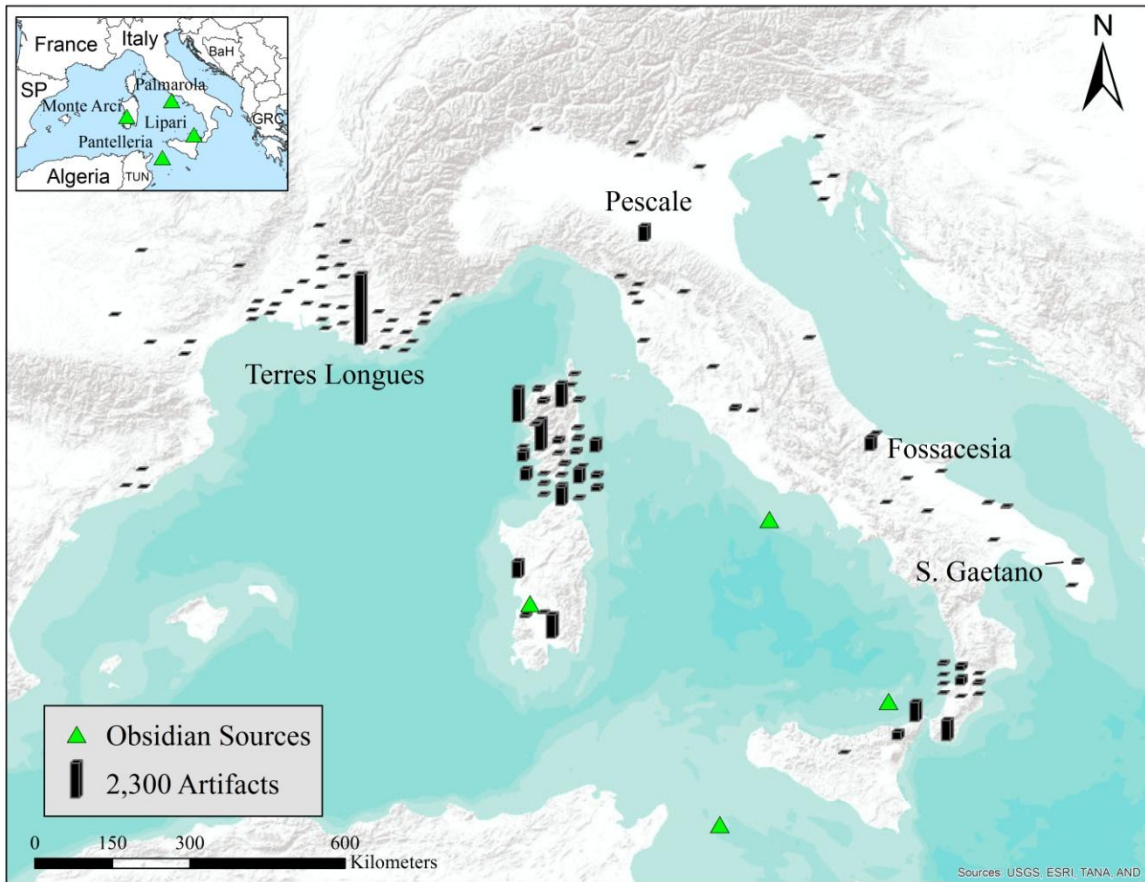 France
Italy
BaH
SP
Palmarola
Monte Arci
Lipari
GRC
Pantelleria
Algeria
TUN
N
Pescale
Terres Longues
Fossacesia
S. Gaetano
Obsidian Sources
2,300 Artifacts
0 150 300 600
Kilometers
Sources: USGS, ESRI, TANA, AND